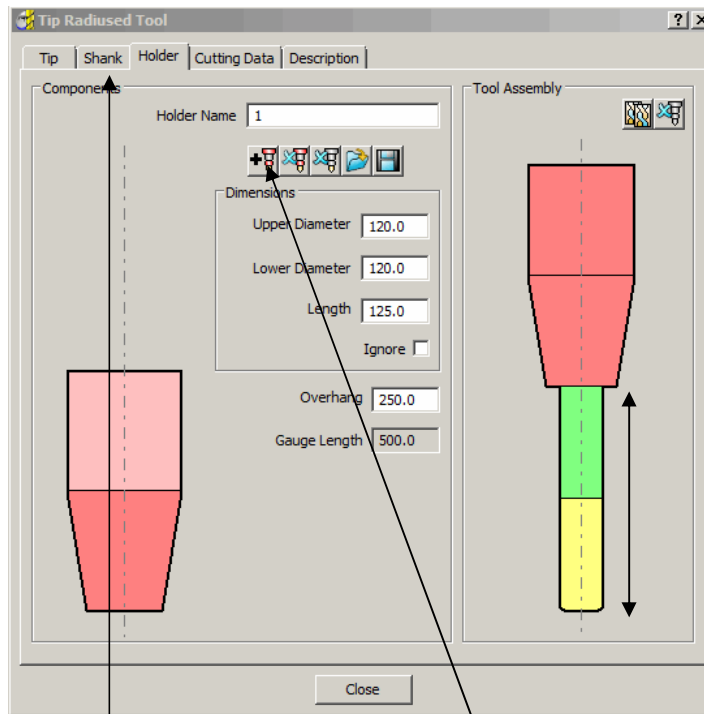 Tip Radiused Tool
Tip Shank Holder Cutting Data Description
Components
Holder Name 1
Dimensions
Upper Diameter 120.0
Lower Diameter 120.0
Length 125.0
Ignore
Overhang 250.0
Gauge Length 500.0
Tool Assembly
Close